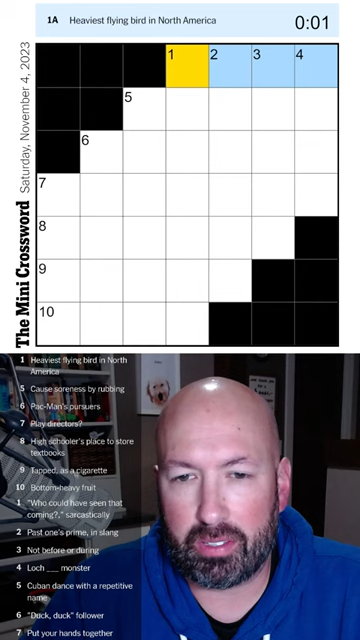 1A Heaviest flying bird in North America 0:01
The Mini Crossword Saturday, November 4, 2023
1 2 3 4
5
6
7
8
9
10
1 Heaviest flying bird in North
America
5 Cause soreness by rubbing
6 Pac-Man's pursuers
7 Play directors?
8 High schooler's place to store
textbooks
9 Tapped, as a cigarette
10 Bottom-heavy fruit
1 "Who could have seen that
coming?," sarcastically
2 Past one's prime, in slang
3 Not before or during
4 Loch ___ monster
5 Cuban dance with a repetitive
name
6 "Duck, duck" follower
7 Put your hands together